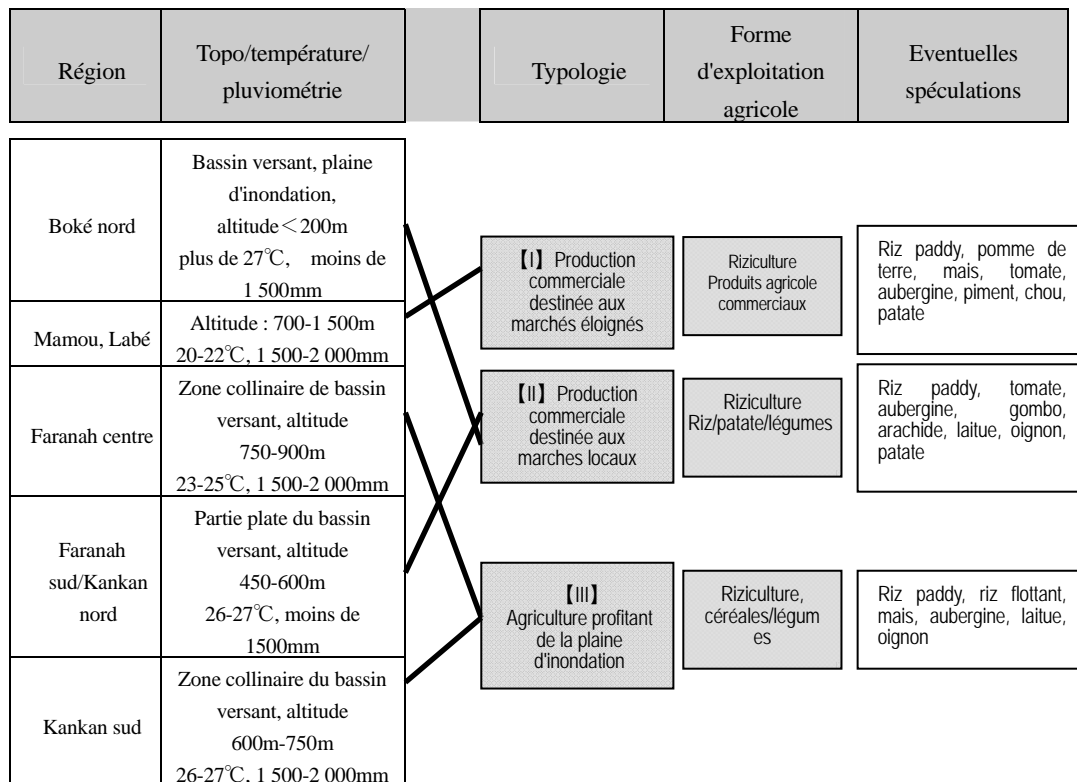 Région
Topo/température/
pluviométrie
Typologie
Forme
d'exploitation
agricole
Eventuelles
spéculations
Boké nord
Bassin versant, plaine
d'inondation,
altitude＜200m
plus de 27℃, moins de
1 500mm
Mamou, Labé
Altitude : 700-1 500m
20-22℃, 1 500-2 000mm
Faranah centre
Zone collinaire de bassin
versant, altitude
750-900m
23-25℃, 1 500-2 000mm
Faranah
sud/Kankan
nord
Partie plate du bassin
versant, altitude
450-600m
26-27℃, moins de
1500mm
Kankan sud
Zone collinaire du bassin
versant, altitude
600m-750m
26-27℃, 1 500-2 000mm
【I】 Production
commerciale
destinée aux
marchés éloignés
Riziculture
Produits agricole
commerciaux
Riz paddy, pomme de
terre, mais, tomate,
aubergine, piment, chou,
patate
【II】 Production
commerciale
destinée aux
marches locaux
Riziculture
Riz/patate/légumes
Riz paddy, tomate,
aubergine, gombo,
arachide, laitue, oignon,
patate
【III】
Agriculture profitant
de la plaine
d'inondation
Riziculture,
céréales/légum
es
Riz paddy, riz flottant,
mais, aubergine, laitue,
oignon